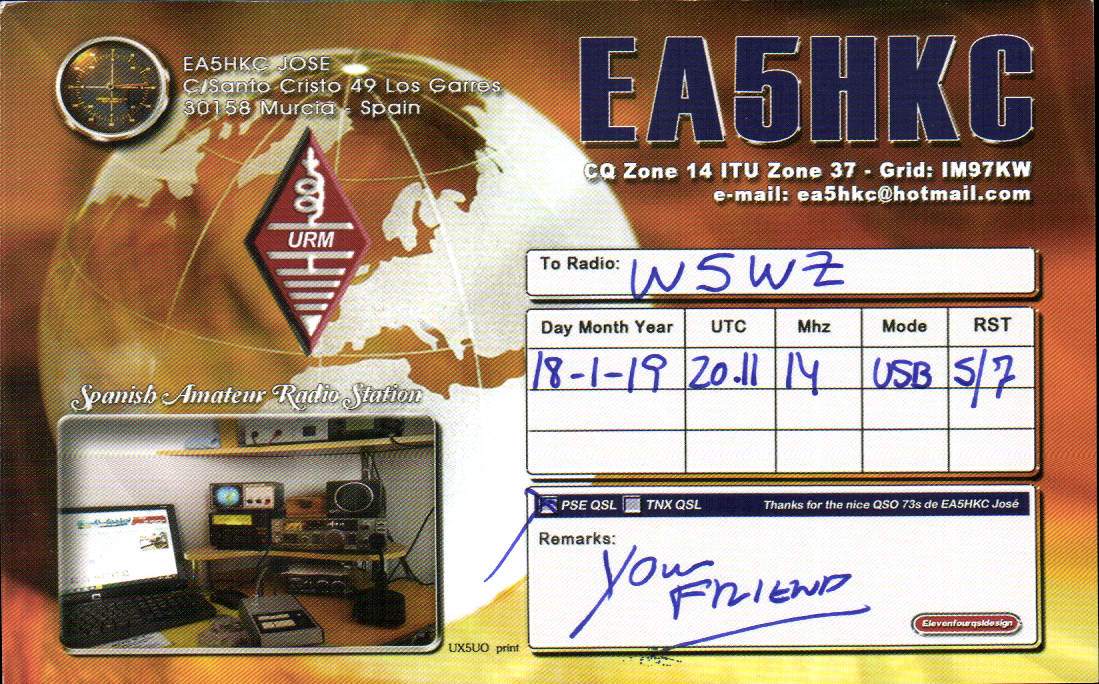 EA5HKC JOSE
C/Santo Cristo 49 Los Garres
30158 Murcia - Spain
EA5HKC
CQ Zone 14 ITU Zone 37 - Grid: IM97KW
e-mail: ea5hkc@hotmail.com
URM
To Radio: W5WZ
Day Month Year UTC Mhz Mode RST
18-1-19 20.11 14 USB 5/7
Spanish Amateur Radio Station
PSE QSL TNX QSL Thanks for the nice QSO 73s de EA5HKC José
Remarks:
Your
FRIEND
Elevenfourqsldesign
UX5UO print